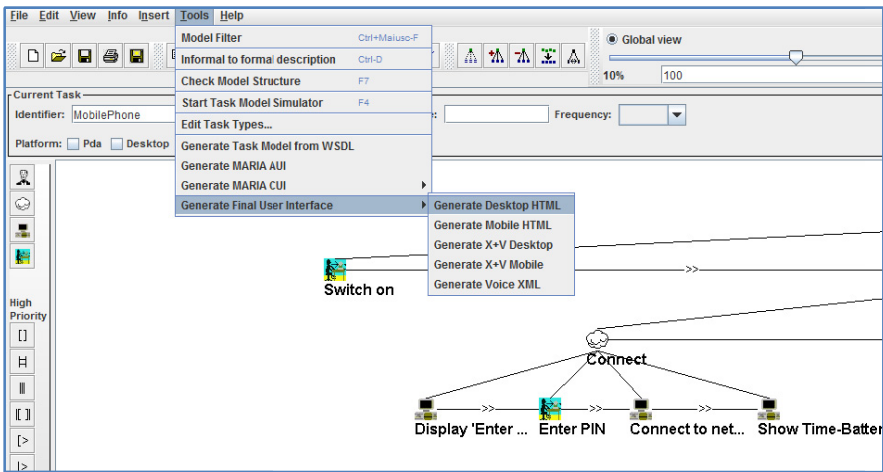 File Edit View Info Insert Tools Help
Model Filter Ctrl+Maiusc-F
Informal to formal description Ctrl-D
Check Model Structure F7
Start Task Model Simulator F4
Edit Task Types...
Generate Task Model from WSDL
Generate MARIA AUI
Generate MARIA CUI
Generate Final User Interface
Generate Desktop HTML
Generate Mobile HTML
Generate X+V Desktop
Generate X+V Mobile
Generate Voice XML
Global view
10% 100
Current Task
Identifier: MobilePhone
Frequency:
Platform: Pda Desktop
High
Priority
[]
|||
|[]|
[>
|>
>>
Switch on
Connect
>> >> >>
Display 'Enter ... Enter PIN Connect to net... Show Time-Batter